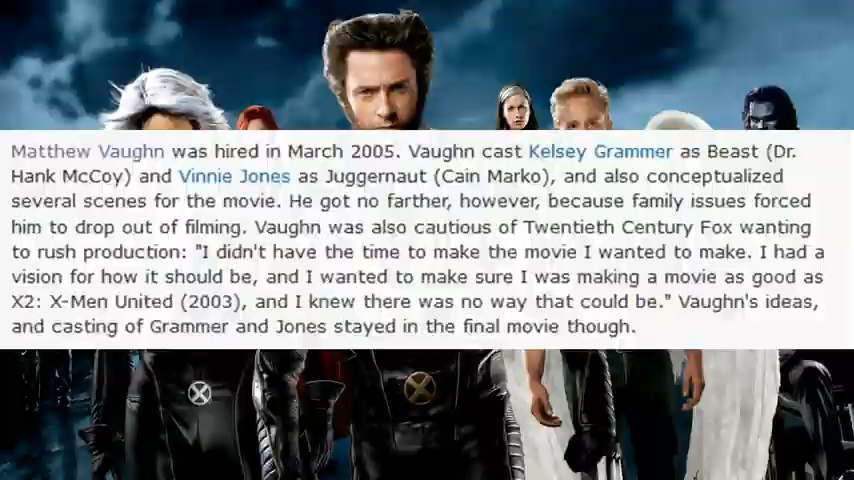 Matthew Vaughn was hired in March 2005. Vaughn cast Kelsey Grammer as Beast (Dr.
Hank McCoy) and Vinnie Jones as Juggernaut (Cain Marko), and also conceptualized
several scenes for the movie. He got no farther, however, because family issues forced
him to drop out of filming. Vaughn was also cautious of Twentieth Century Fox wanting
to rush production: "I didn't have the time to make the movie I wanted to make. I had a
vision for how it should be, and I wanted to make sure I was making a movie as good as
X2: X-Men United (2003), and I knew there was no way that could be." Vaughn's ideas,
and casting of Grammer and Jones stayed in the final movie though.